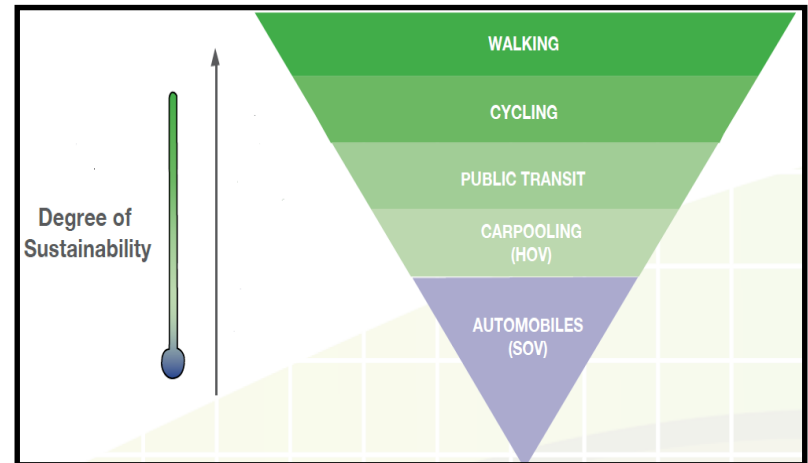 WALKING
CYCLING
PUBLIC TRANSIT
CARPOOLING
(HOV)
Degree of
Sustainability
AUTOMOBILES
(SOV)